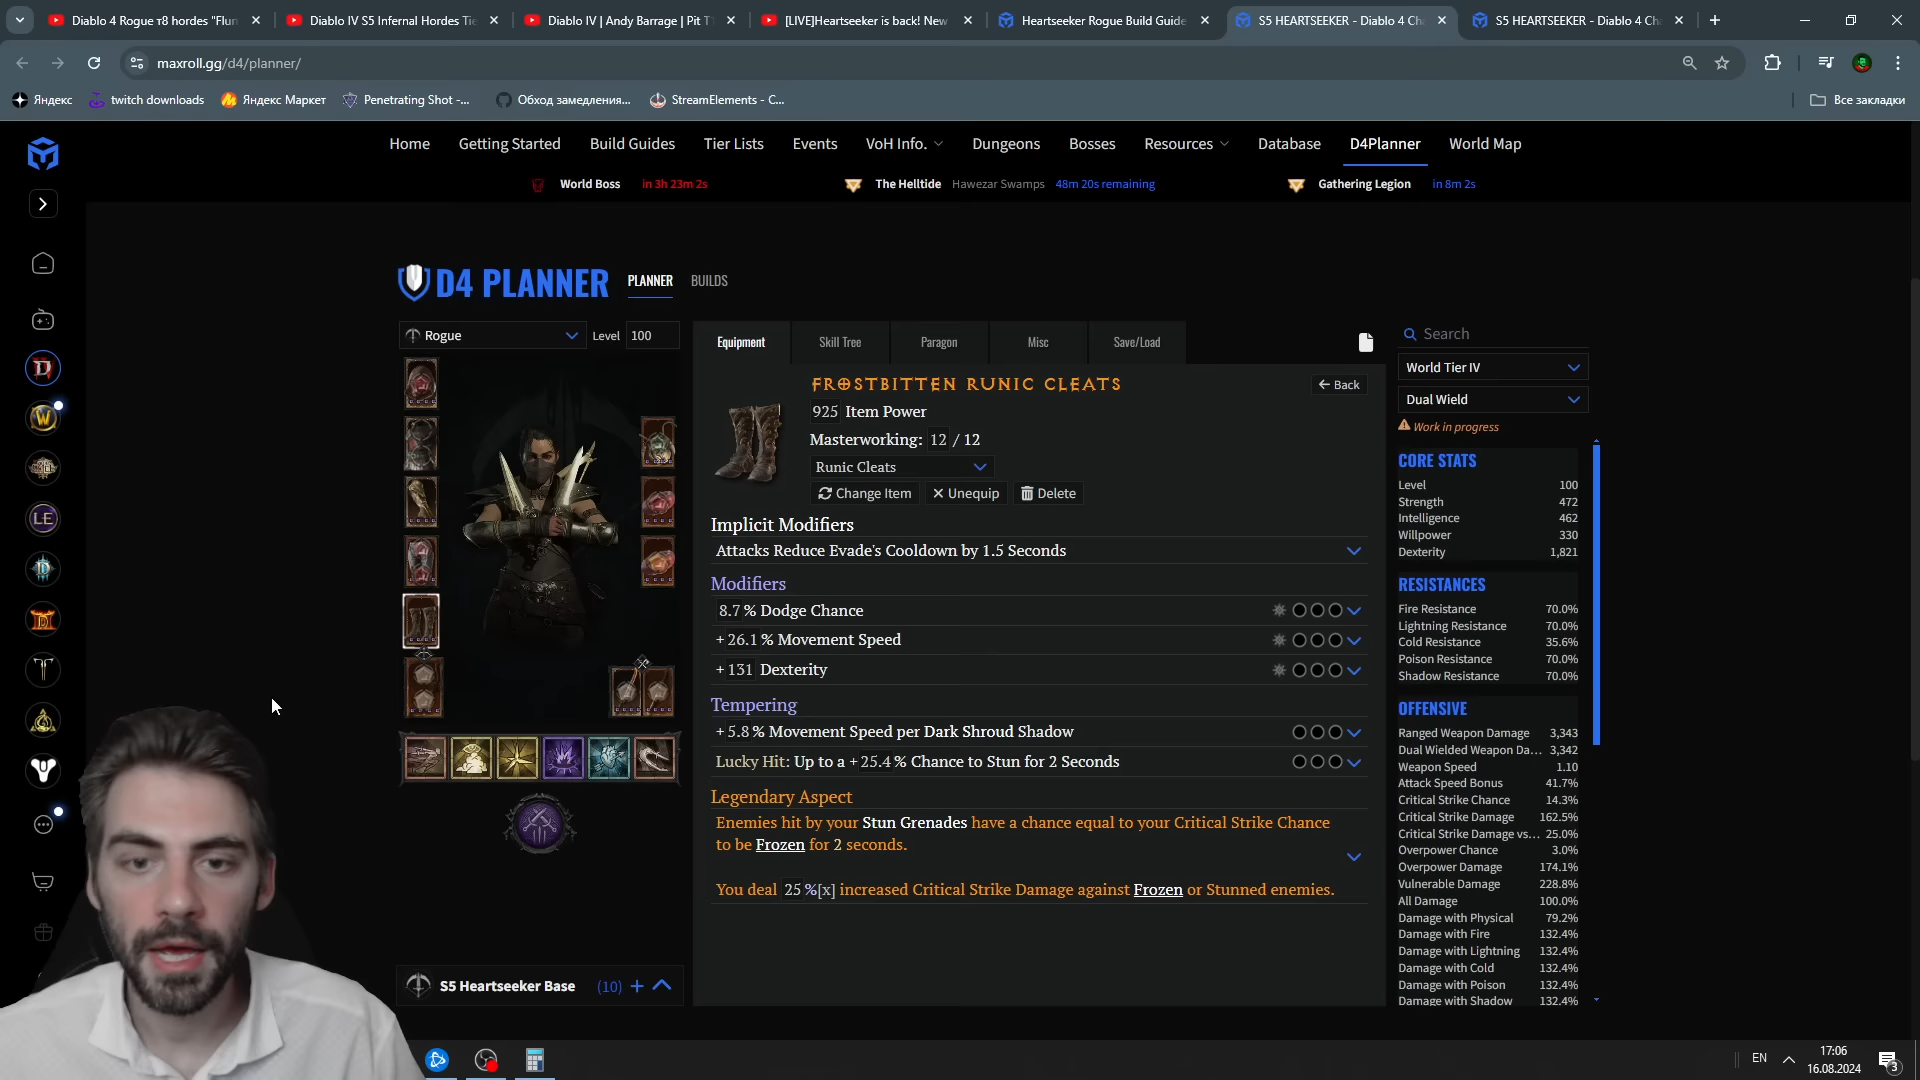 Diablo 4 Rogue т8 hordes "Flur
Diablo IV S5 Infernal Hordes Tie
Diablo IV | Andy Barrage | Pit T
[LIVE]Heartseeker is back! New
Heartseeker Rogue Build Guide
S5 HEARTSEEKER - Diablo 4 Ch
S5 HEARTSEEKER - Diablo 4 Ch
maxroll.gg/d4/planner/
Яндекс
twitch downloads
Яндекс Маркет
Penetrating Shot -...
Обход замедления...
StreamElements - C...
Все закладки
Home
Getting Started
Build Guides
Tier Lists
Events
VoH Info.
Dungeons
Bosses
Resources
Database
D4Planner
World Map
World Boss in 3h 23m 2s
The Helltide Hawezar Swamps 48m 20s remaining
Gathering Legion in 8m 2s
D4 PLANNER
PLANNER
BUILDS
Rogue
Level 100
Equipment
Skill Tree
Paragon
Misc
Save/Load
FROSTBITTEN RUNIC CLEATS
Back
925 Item Power
Masterworking: 12 / 12
Runic Cleats
Change Item
Unequip
Delete
Implicit Modifiers
Attacks Reduce Evade's Cooldown by 1.5 Seconds
Modifiers
8.7 % Dodge Chance
+ 26.1 % Movement Speed
+ 131 Dexterity
Tempering
+ 5.8 % Movement Speed per Dark Shroud Shadow
Lucky Hit: Up to a + 25.4 % Chance to Stun for 2 Seconds
Legendary Aspect
Enemies hit by your Stun Grenades have a chance equal to your Critical Strike Chance
to be Frozen for 2 seconds.
You deal 25 %[x] increased Critical Strike Damage against Frozen or Stunned enemies.
S5 Heartseeker Base (10)
Search
World Tier IV
Dual Wield
Work in progress
CORE STATS
Level 100
Strength 472
Intelligence 462
Willpower 330
Dexterity 1,821
RESISTANCES
Fire Resistance 70.0%
Lightning Resistance 70.0%
Cold Resistance 35.6%
Poison Resistance 70.0%
Shadow Resistance 70.0%
OFFENSIVE
Ranged Weapon Damage 3,343
Dual Wielded Weapon Da... 3,342
Weapon Speed 1.10
Attack Speed Bonus 41.7%
Critical Strike Chance 14.3%
Critical Strike Damage 162.5%
Critical Strike Damage vs... 25.0%
Overpower Chance 3.0%
Overpower Damage 174.1%
Vulnerable Damage 228.8%
All Damage 100.0%
Damage with Physical 79.2%
Damage with Fire 132.4%
Damage with Lightning 132.4%
Damage with Cold 132.4%
Damage with Poison 132.4%
Damage with Shadow 132.4%
W
LE
EN
17:06
16.08.2024
3